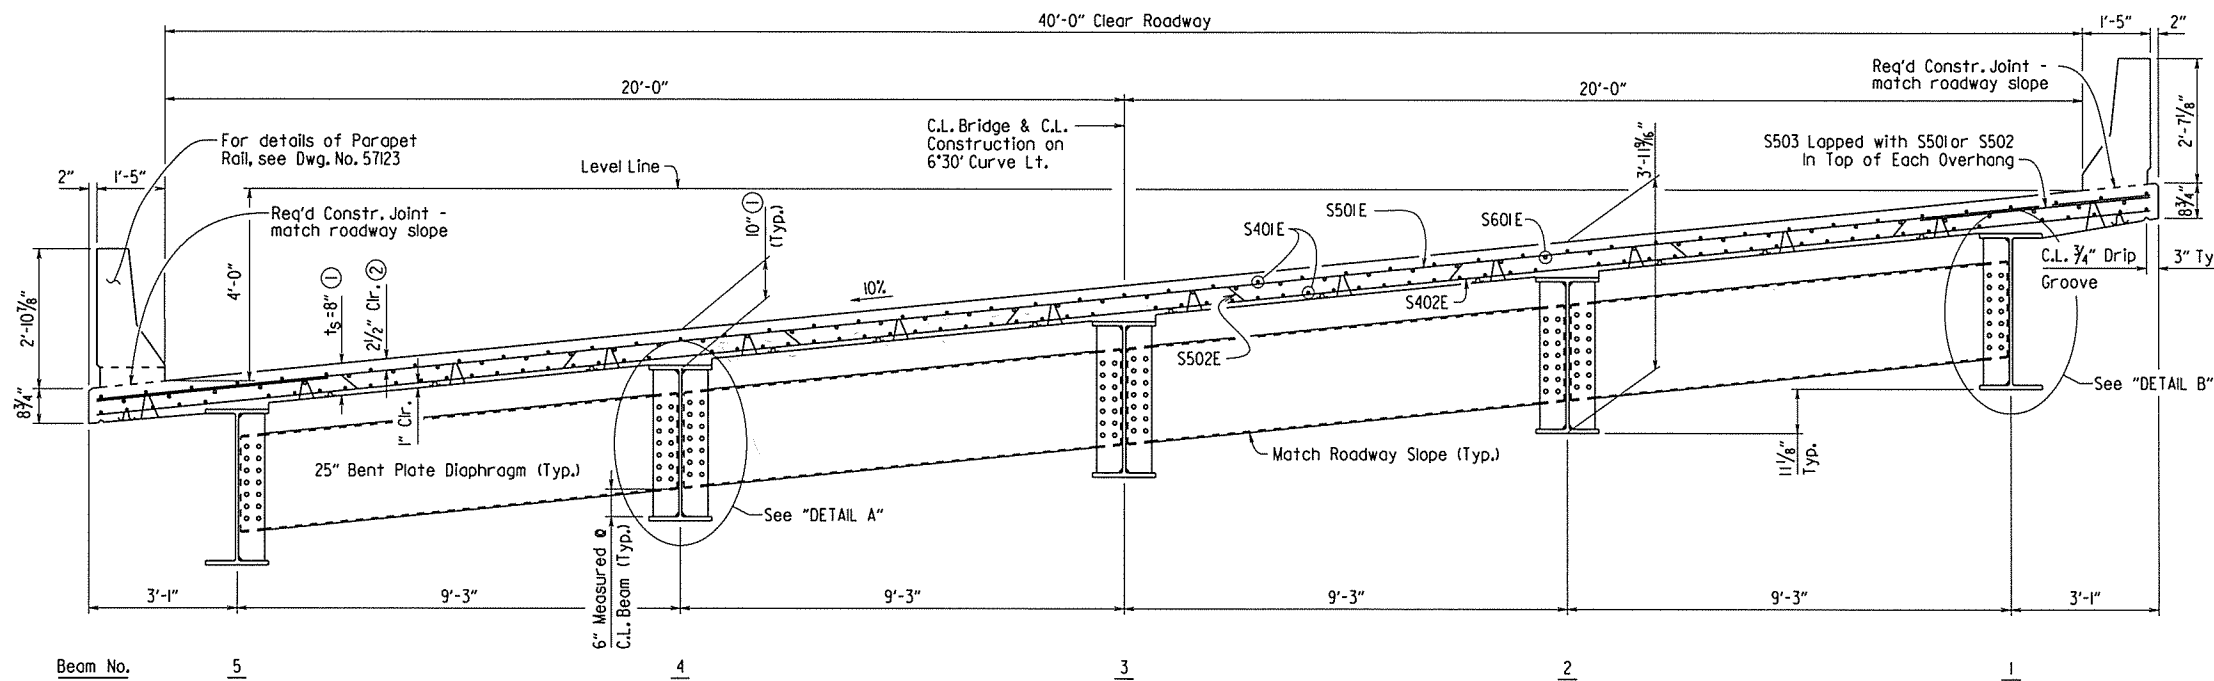 40'-0" Clear Roadway
1'-5"
2"
20'-0"
20'-0"
Req'd Constr. Joint -
match roadway slope
For details of Parapet
Rail, see Dwg. No. 57123
C.L. Bridge & C.L.
Construction on
6°30' Curve Lt.
Level Line
S503 Lapped with S501 or S502
In Top of Each Overhang
3'-11 9/16"
2'-7 1/8"
2"
1'-5"
Req'd Constr. Joint -
match roadway slope
10" ①
(Typ.)
S401E
S501E
S601E
8 3/4"
4'-0"
ts=8" ①
2 1/2" Clr. ②
10%
C.L. 3/4" Drip
Groove
3" Ty
2'-10 7/8"
S402E
S502E
See "DETAIL B"
8 3/4"
1" Clr.
25" Bent Plate Diaphragm (Typ.)
Match Roadway Slope (Typ.)
11 1/8"
Typ.
See "DETAIL A"
6" Measured @
C.L. Beam (Typ.)
3'-1"
9'-3"
9'-3"
9'-3"
9'-3"
3'-1"
Beam No.
5
4
3
2
1